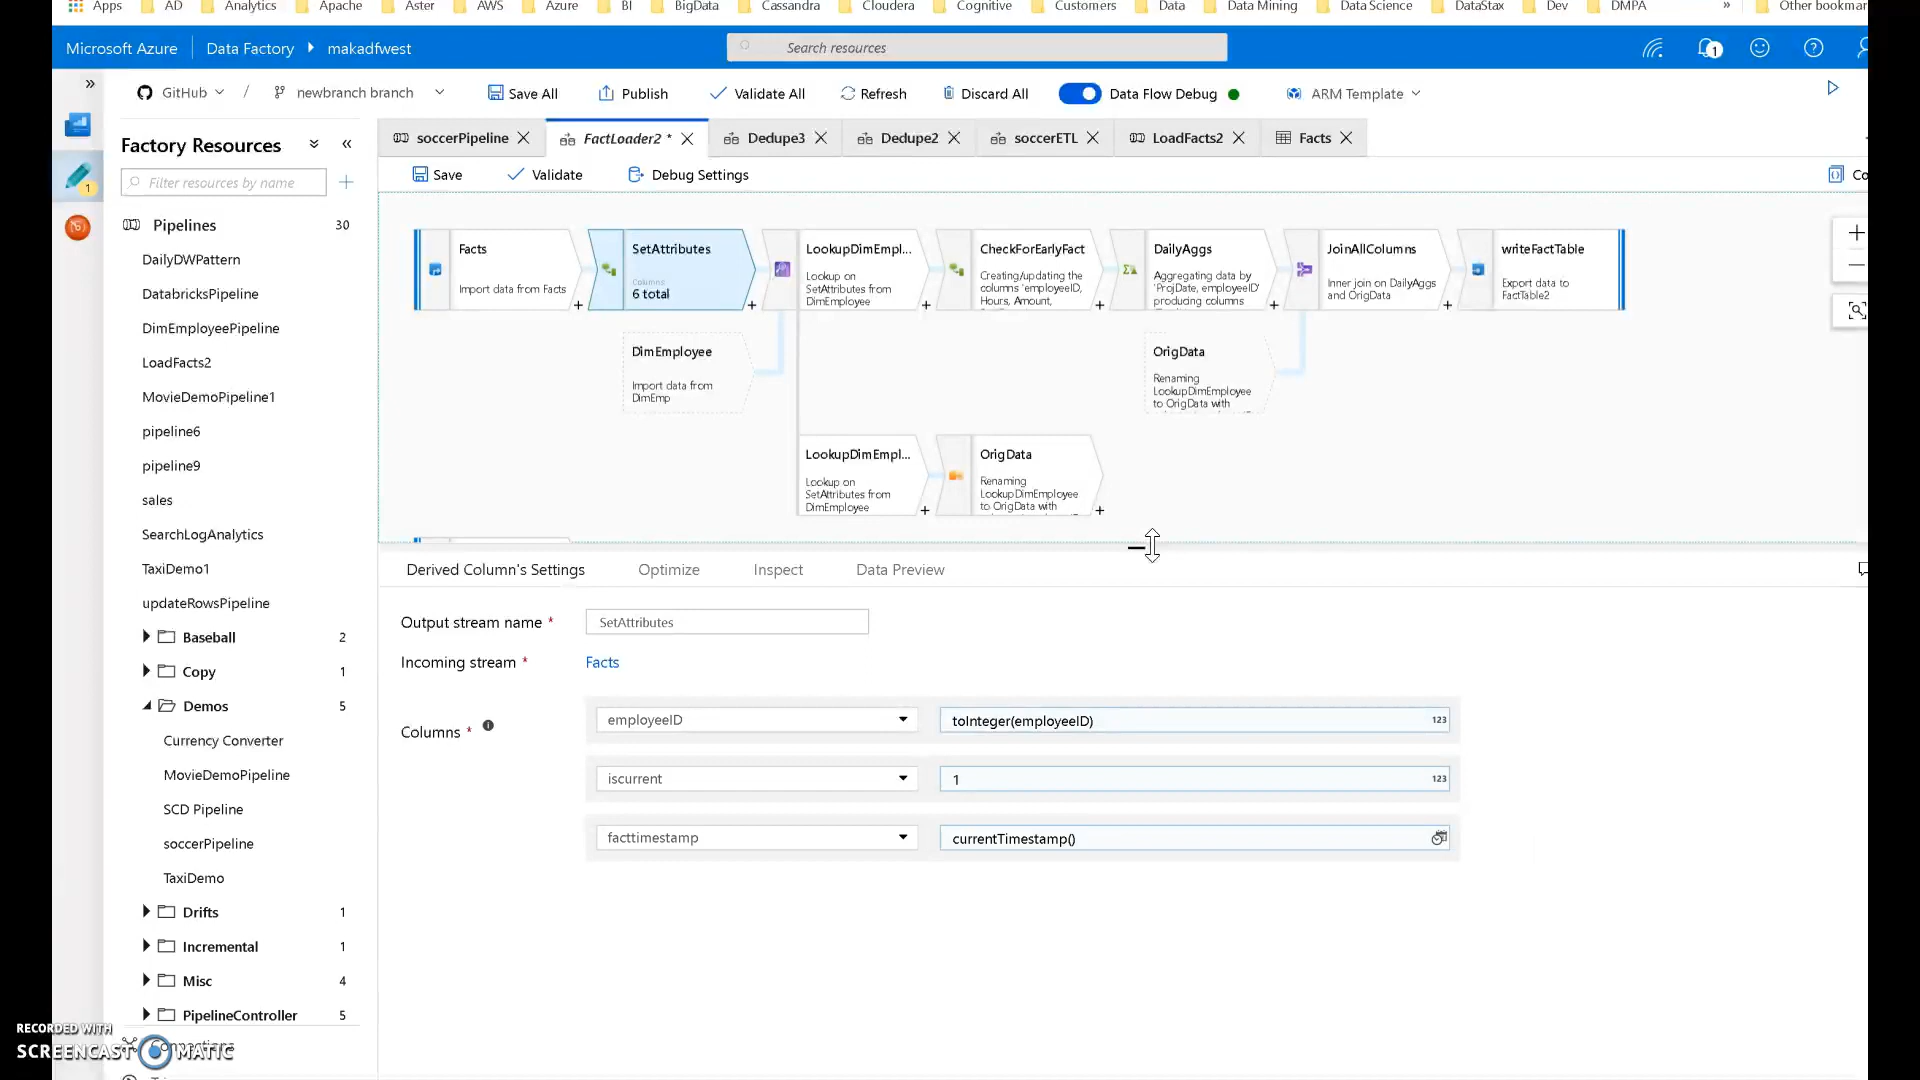 Apps AD Analytics Apache Aster AWS Azure BI BigData Cassandra Cloudera Cognitive Customers Data Data Mining Data Science DataStax Dev DMPA » Other bookmar
Microsoft Azure Data Factory makadfwest Search resources 1
» GitHub / newbranch branch Save All Publish Validate All Refresh Discard All Data Flow Debug ARM Template
soccerPipeline FactLoader2 * Dedupe3 Dedupe2 soccerETL LoadFacts2 Facts
Save Validate Debug Settings Co
Factory Resources
Filter resources by name
1
Pipelines 30
DailyDWPattern
DatabricksPipeline
DimEmployeePipeline
LoadFacts2
MovieDemoPipeline1
pipeline6
pipeline9
sales
SearchLogAnalytics
TaxiDemo1
updateRowsPipeline
Baseball 2
Copy 1
Demos 5
Currency Converter
MovieDemoPipeline
SCD Pipeline
soccerPipeline
TaxiDemo
Drifts 1
Incremental 1
Misc 4
PipelineController 5
Connections
Facts
Import data from Facts
SetAttributes
Columns
6 total
LookupDimEmpl...
Lookup on
SetAttributes from
DimEmployee
CheckForEarlyFact
Creating/updating the
columns 'employeeID,
Hours, Amount,
DailyAggs
Aggregating data by
'ProjDate, employeeID'
producing columns
JoinAllColumns
Inner join on DailyAggs
and OrigData
writeFactTable
Export data to
FactTable2
DimEmployee
Import data from
DimEmp
OrigData
Renaming
LookupDimEmployee
to OrigData with
LookupDimEmpl...
Lookup on
SetAttributes from
DimEmployee
OrigData
Renaming
LookupDimEmployee
to OrigData with
Derived Column's Settings Optimize Inspect Data Preview
Output stream name * SetAttributes
Incoming stream * Facts
Columns *
employeeID toInteger(employeeID) 123
iscurrent 1 123
facttimestamp currentTimestamp()
RECORDED WITH
SCREENCAST MATIC